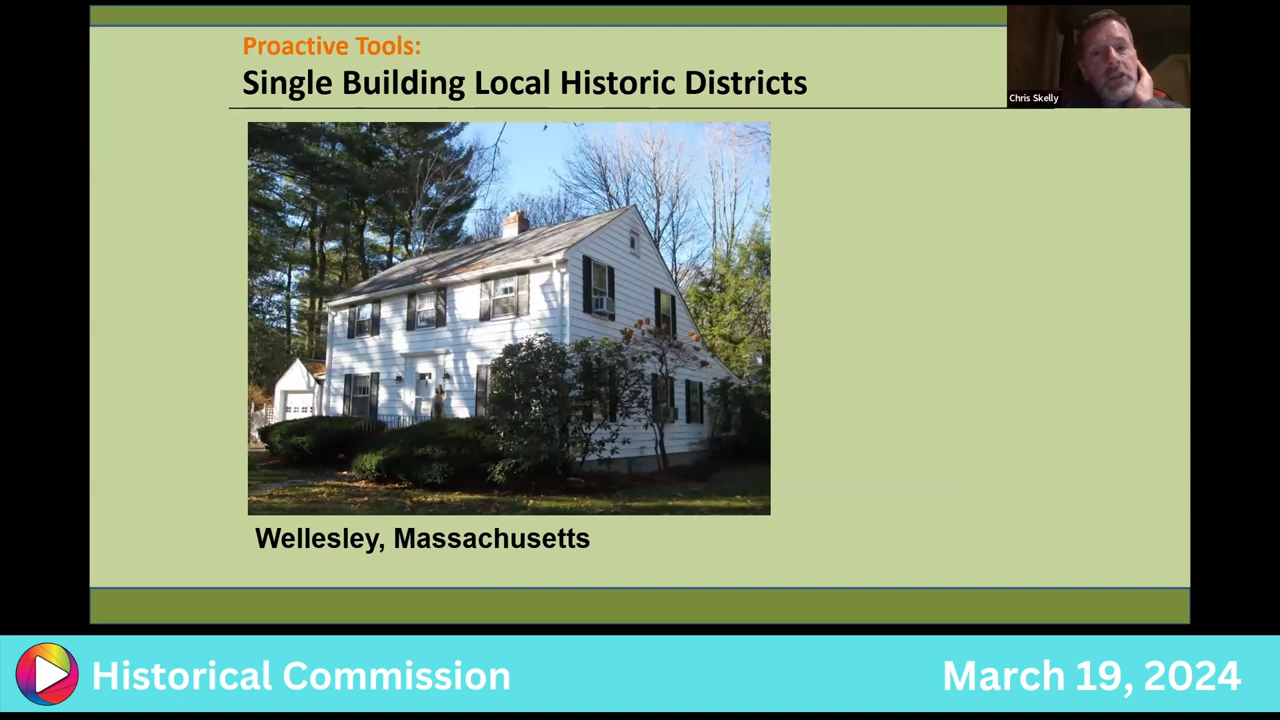 Proactive Tools:
Single Building Local Historic Districts
Chris Skelly
Wellesley, Massachusetts
Historical Commission
March 19, 2024